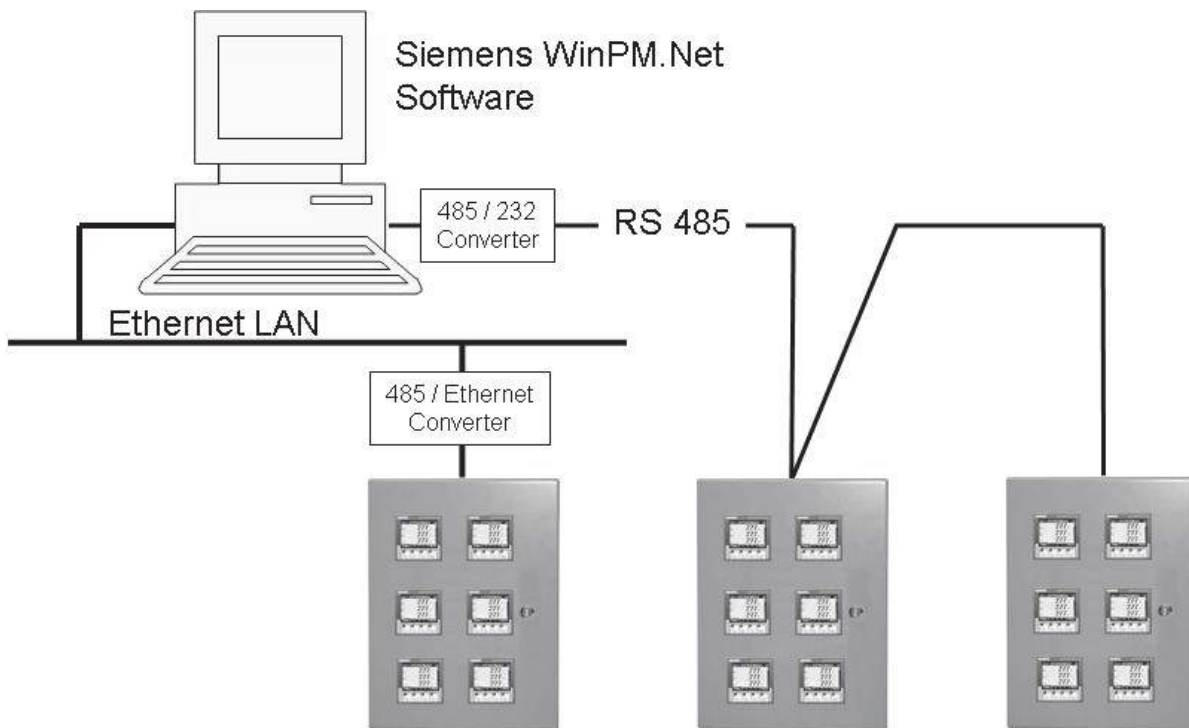 Siemens WinPM.Net
Software
485 / 232
Converter
RS 485
Ethernet LAN
485 / Ethernet
Converter